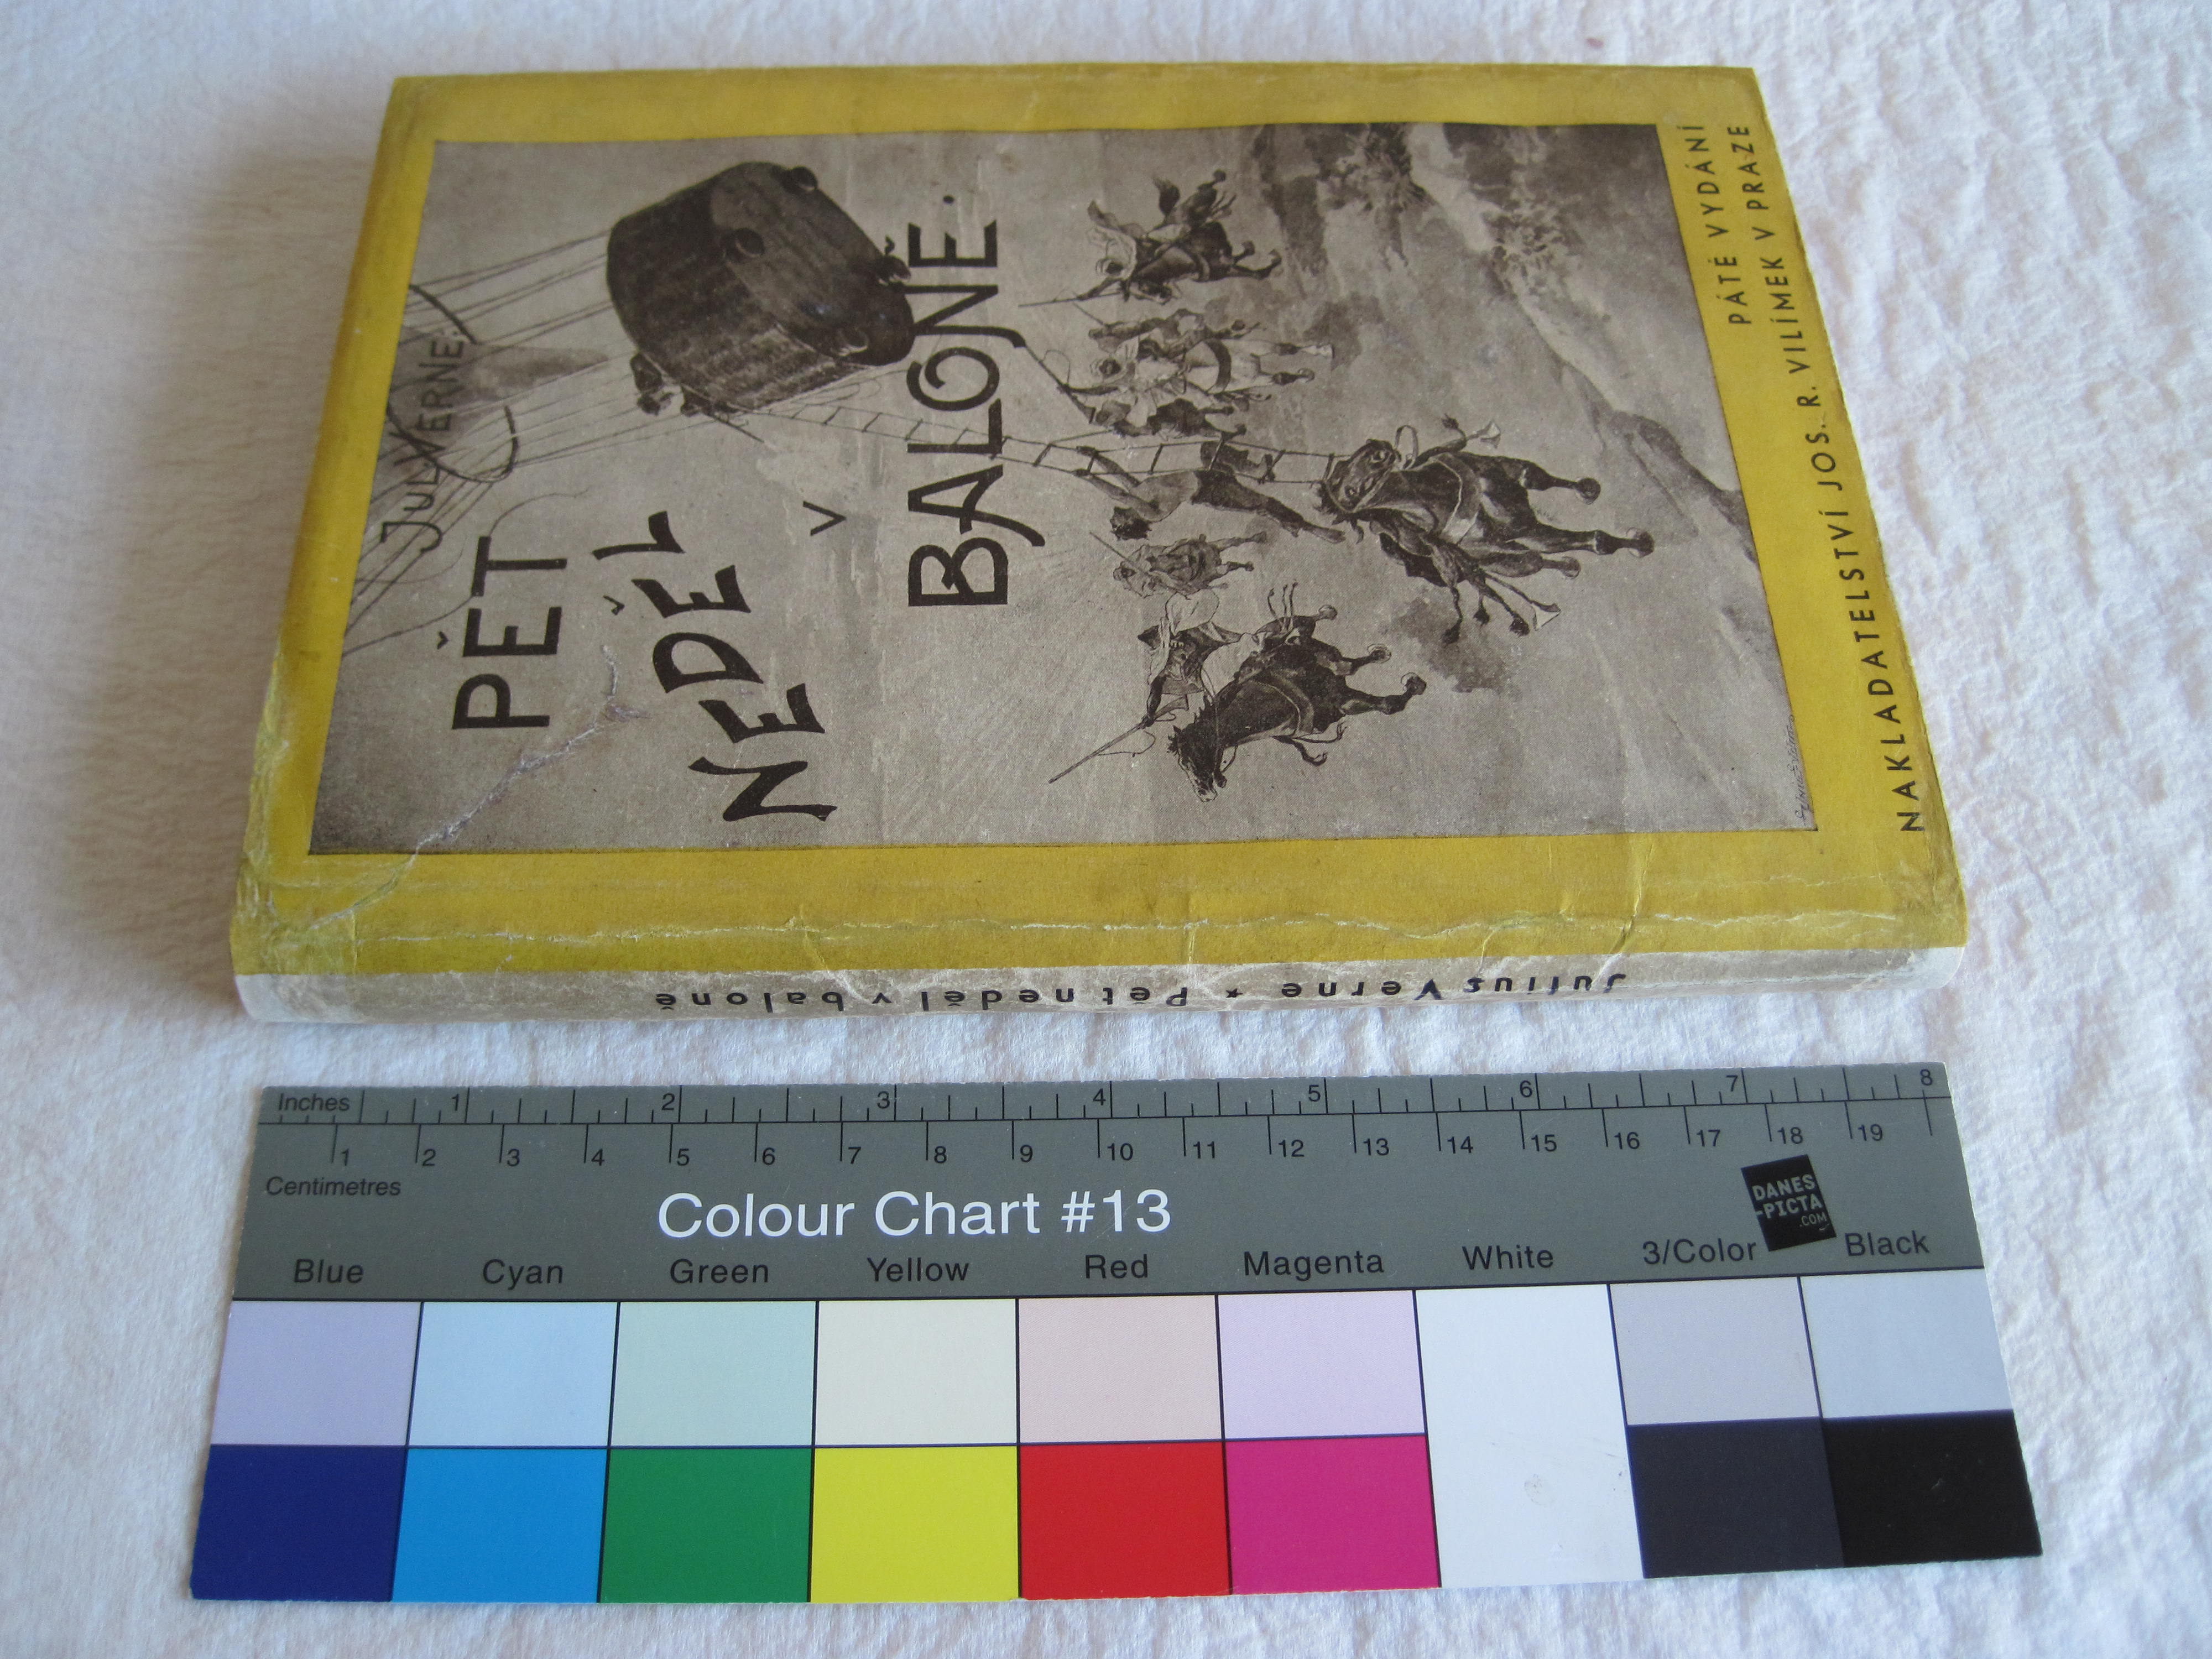 JUL. VERNE:
PĚT
NEDĚL
V
BALONĚ.
PÁTÉ VYDÁNÍ
NAKLADATELSTVÍ JOS. R. VILÍMEK V PRAZE
Julius Verne ★ Pět neděl v baloně
Inches 1 2 3 4 5 6 7 8
1 2 3 4 5 6 7 8 9 10 11 12 13 14 15 16 17 18 19
Centimetres
Colour Chart #13
DANES
-PICTA
.COM
Blue Cyan Green Yellow Red Magenta White 3/Color Black